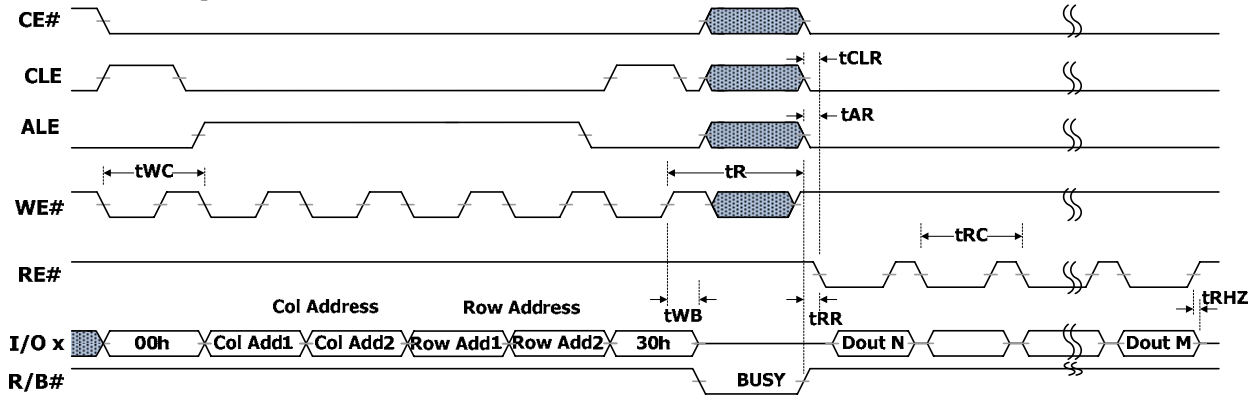 CE#
CLE
tCLR
ALE
tAR
tWC
tR
WE#
tRC
RE#
Col Address
Row Address
tWB
tRR
tRHZ
I/O x
00h
Col Add1
Col Add2
Row Add1
Row Add2
30h
Dout N
Dout M
R/B#
BUSY